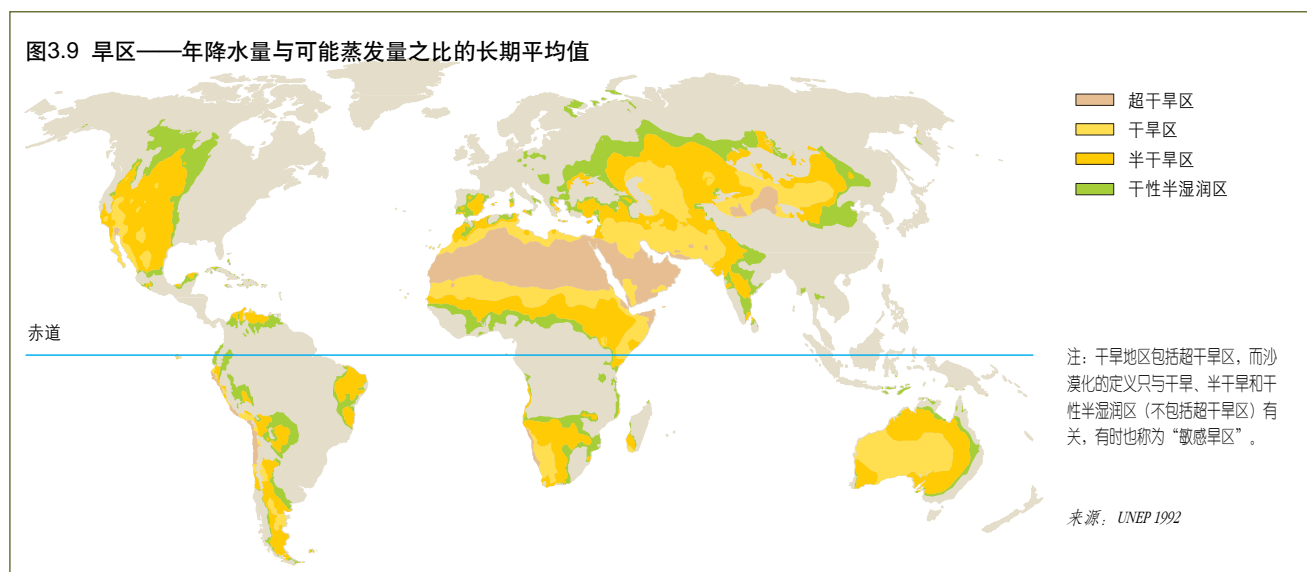 图3.9 旱区——年降水量与可能蒸发量之比的长期平均值
超干旱区
干旱区
半干旱区
干性半湿润区
赤道
注：干旱地区包括超干旱区，而沙
漠化的定义只与干旱、半干旱和干
性半湿润区（不包括超干旱区）有
关，有时也称为“敏感旱区”。
来源：UNEP 1992